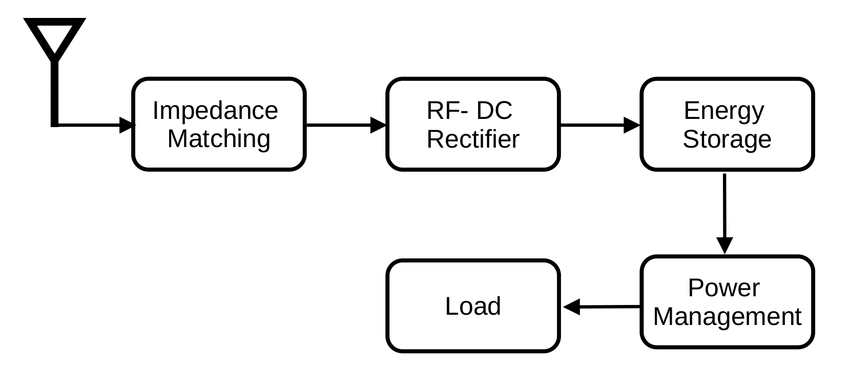 Impedance
Matching
RF- DC
Rectifier
Energy
Storage
Power
Management
Load